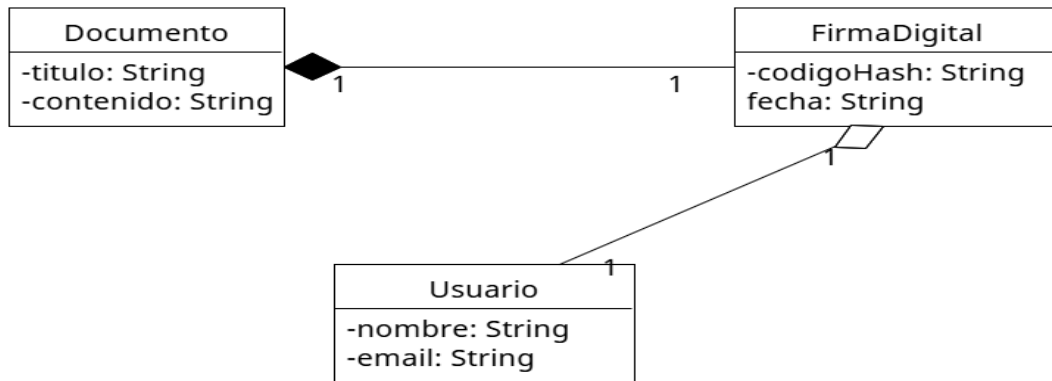 Documento
-titulo: String
-contenido: String
1
1
FirmaDigital
-codigoHash: String
fecha: String
1
1
Usuario
-nombre: String
-email: String